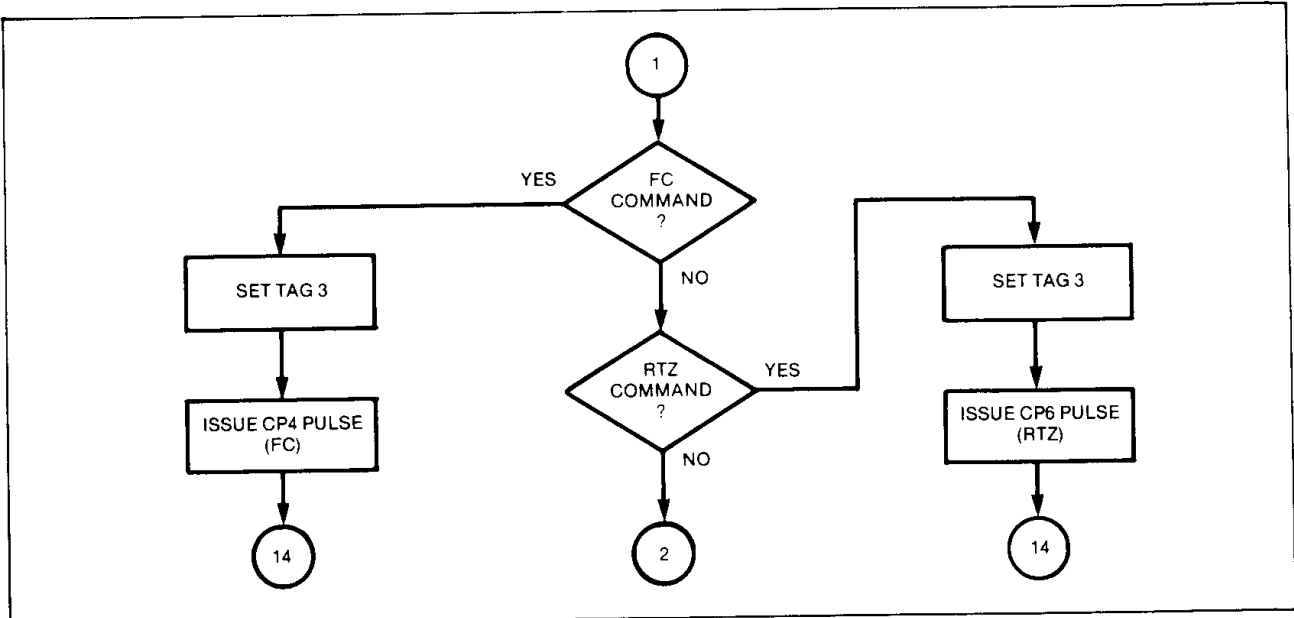 1
FC
COMMAND
?
YES
NO
SET TAG 3
ISSUE CP4 PULSE
(FC)
14
RTZ
COMMAND
?
YES
NO
2
SET TAG 3
ISSUE CP6 PULSE
(RTZ)
14